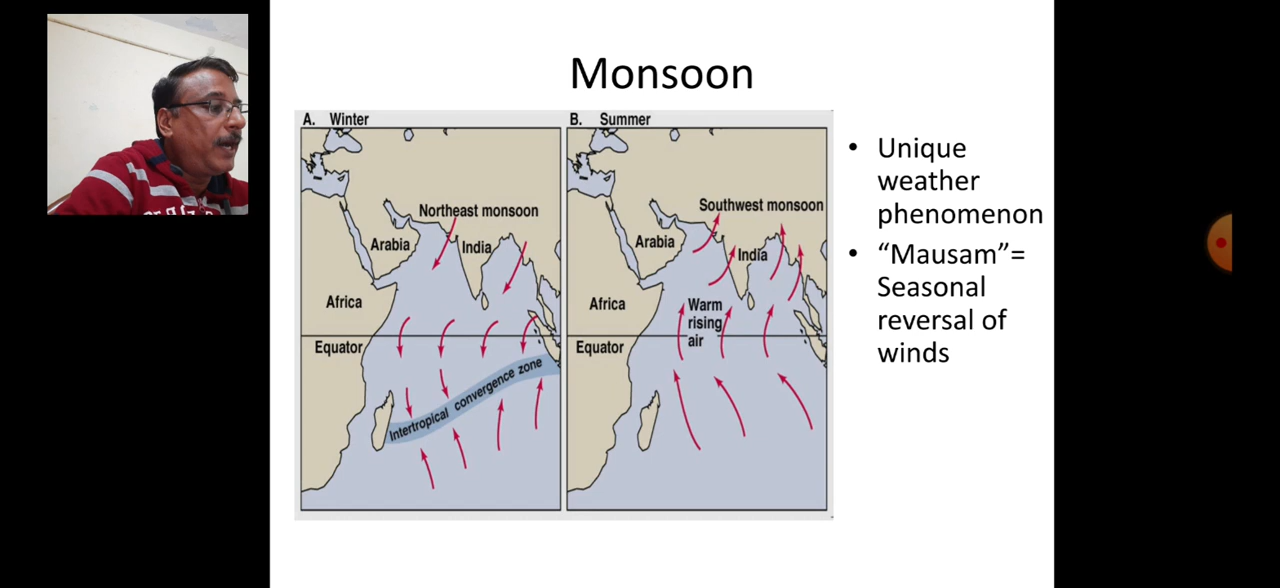 Monsoon
A. Winter
Northeast monsoon
Arabia
India
Africa
Equator
Intertropical convergence zone
B. Summer
Southwest monsoon
Arabia
India
Africa
Warm
rising
air
Equator
• Unique
weather
phenomenon
• “Mausam”=
Seasonal
reversal of
winds